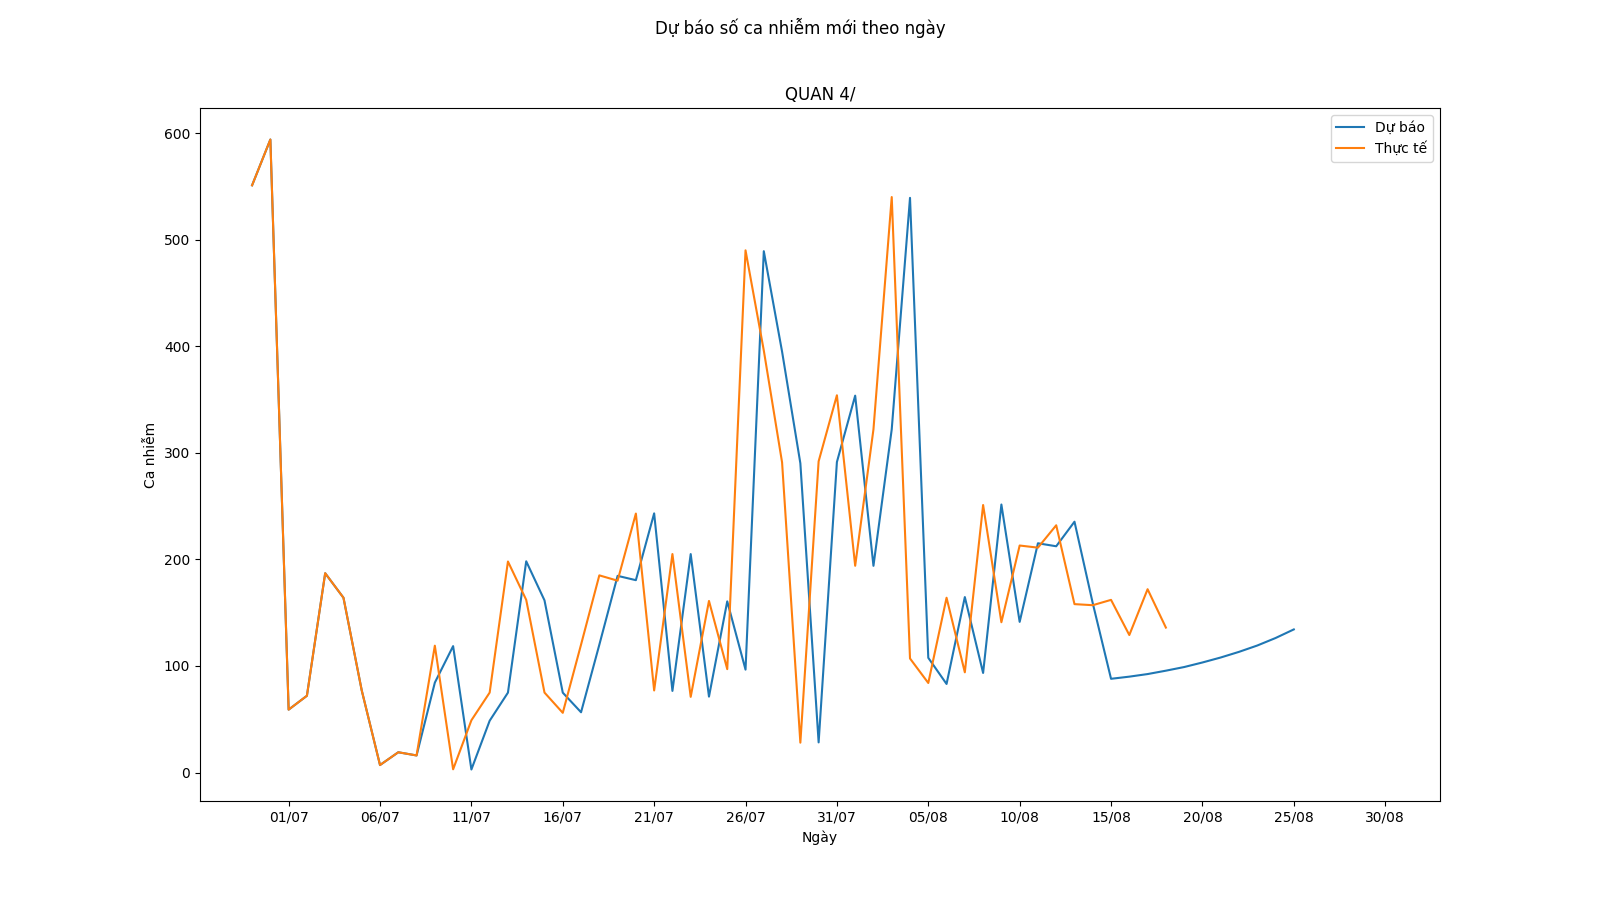 Dự báo số ca nhiễm mới theo ngày
QUAN 4/
Dự báo
Thực tế
600
500
400
300
200
100
0
Ca nhiễm
01/07 06/07 11/07 16/07 21/07 26/07 31/07 05/08 10/08 15/08 20/08 25/08 30/08
Ngày